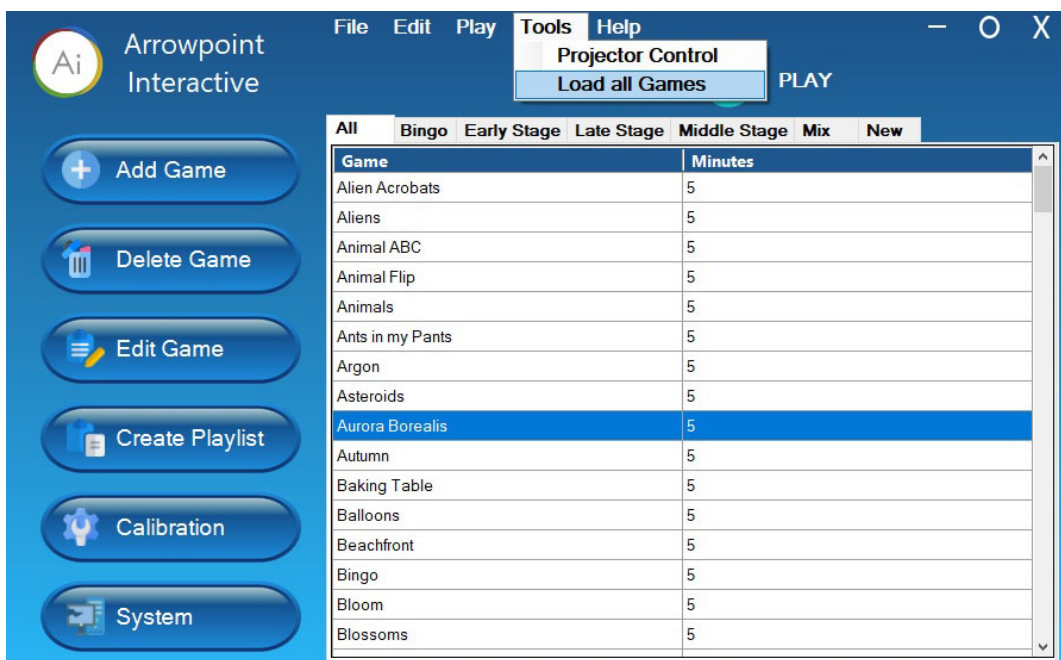 Ai
Arrowpoint
Interactive
File Edit Play Tools Help
— O X
Projector Control
Load all Games
PLAY
Add Game
Delete Game
Edit Game
Create Playlist
Calibration
System
All Bingo Early Stage Late Stage Middle Stage Mix New
Game Minutes
Alien Acrobats 5
Aliens 5
Animal ABC 5
Animal Flip 5
Animals 5
Ants in my Pants 5
Argon 5
Asteroids 5
Aurora Borealis 5
Autumn 5
Baking Table 5
Balloons 5
Beachfront 5
Bingo 5
Bloom 5
Blossoms 5